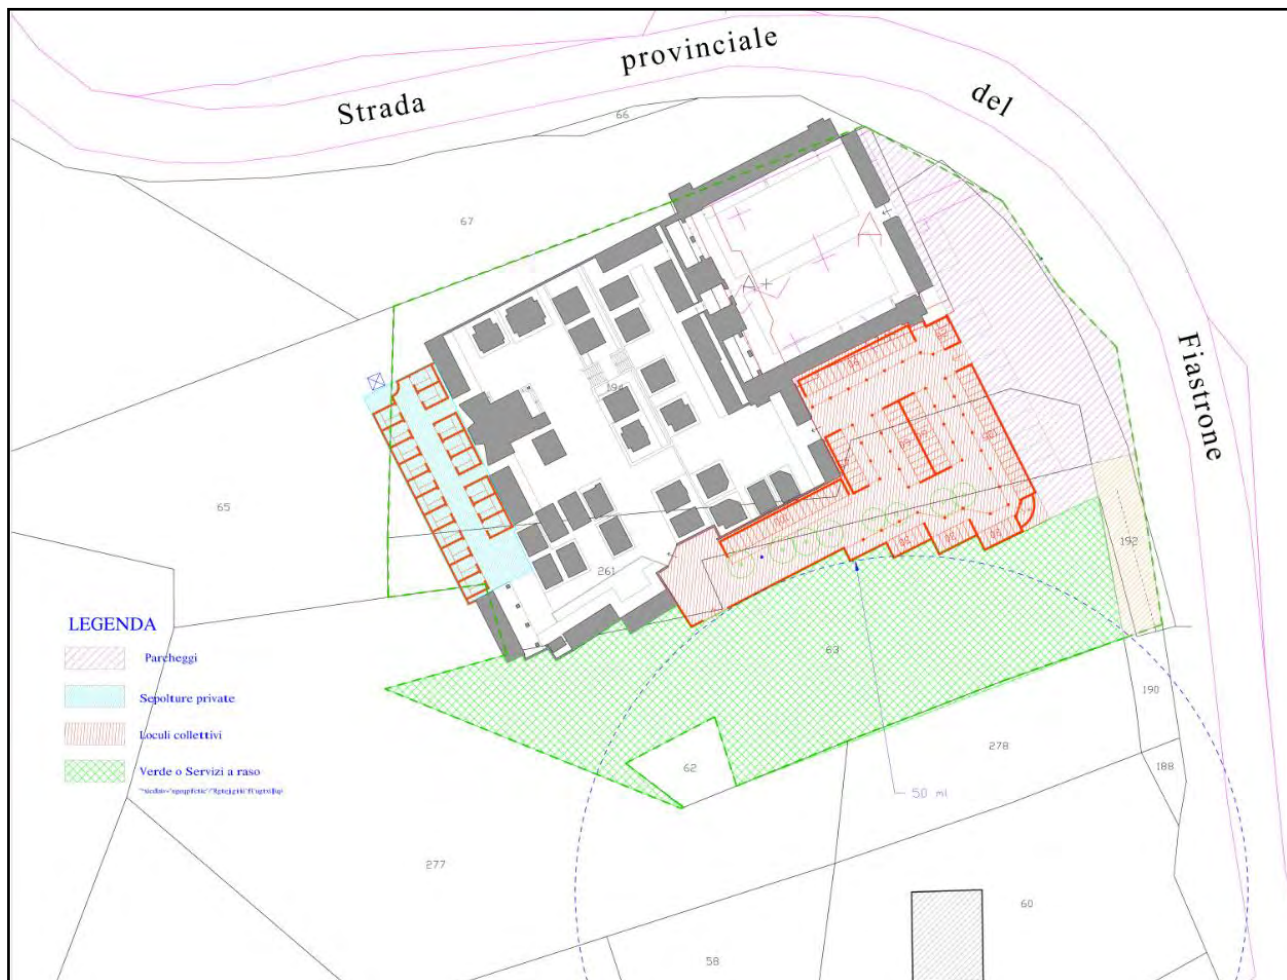 Strada
provinciale
del
Fiastrone
66
67
A
A
194
65
192
261
63
LEGENDA
Parcheggi
Sepolture private
Loculi collettivi
Verde o Servizi a raso
190
278
188
62
50 ml
277
60
58